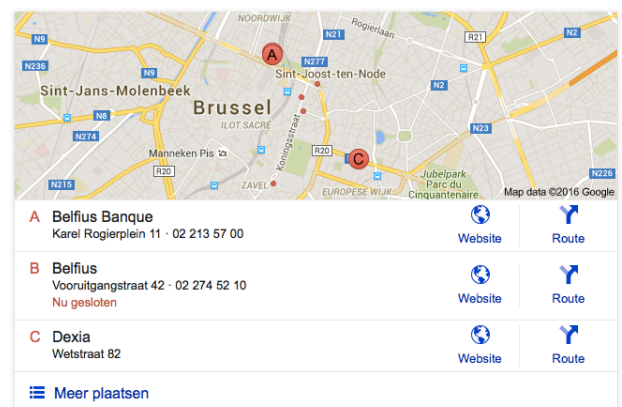 NOORDWIJK
Rogierlaan
N9
N21
R21
N2
N236
N277
A
N9
Sint-Joost-ten-Node
Sint-Jans-Molenbeek
N2
Brussel
N8
ILOT SACRÉ
N23
N274
Koningsstraat
Manneken Pis
R20
C
R20
Jubelpark
Parc du
Cinquantenaire
N226
N215
ZAVEL
EUROPESE WIJK
Map data ©2016 Google
A Belfius Banque
Karel Rogierplein 11 · 02 213 57 00
Website Route
B Belfius
Vooruitgangstraat 42 · 02 274 52 10
Nu gesloten
Website Route
C Dexia
Wetstraat 82
Website Route
Meer plaatsen